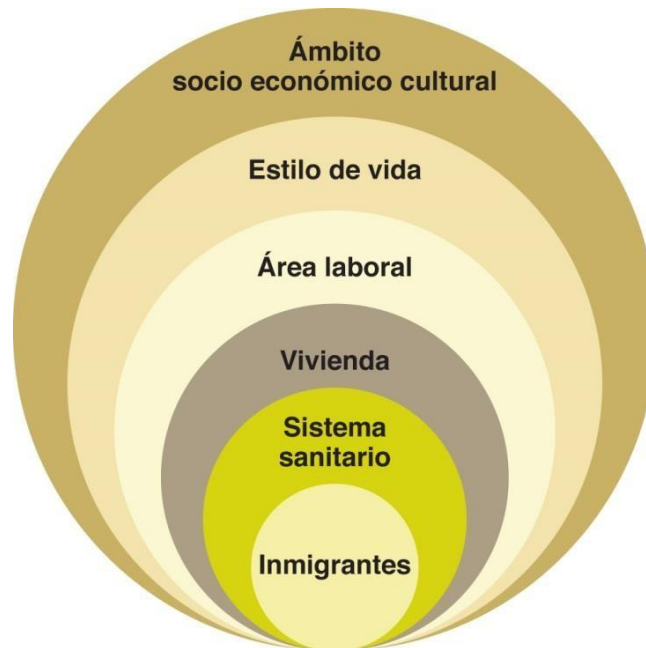 Ámbito
socio económico cultural
Estilo de vida
Área laboral
Vivienda
Sistema
sanitario
Inmigrantes